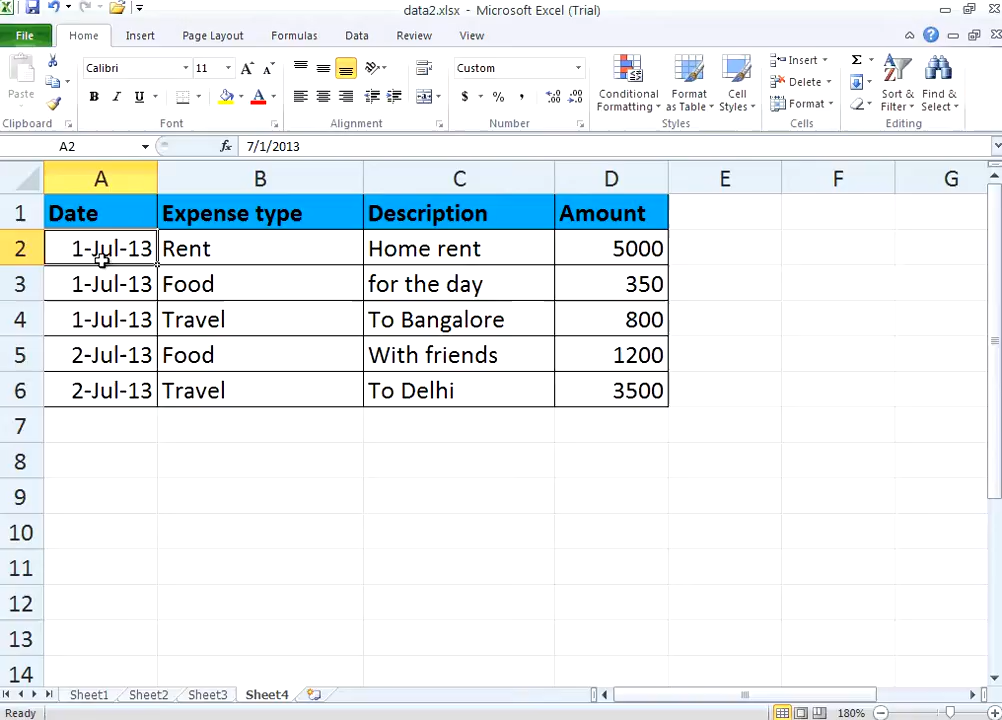 data2.xlsx - Microsoft Excel (Trial)
File Home Insert Page Layout Formulas Data Review View
Paste
Calibri 11
B I U A
Custom
$ % ,
Conditional Formatting
Format as Table
Cell Styles
Insert
Delete
Format
Σ
Sort & Filter
Find & Select
Clipboard Font Alignment Number Styles Cells Editing
A2 fx 7/1/2013
A B C D E F G
1 Date Expense type Description Amount
2 1-Jul-13 Rent Home rent 5000
3 1-Jul-13 Food for the day 350
4 1-Jul-13 Travel To Bangalore 800
5 2-Jul-13 Food With friends 1200
6 2-Jul-13 Travel To Delhi 3500
7
8
9
10
11
12
13
14
Sheet1 Sheet2 Sheet3 Sheet4
Ready 180%